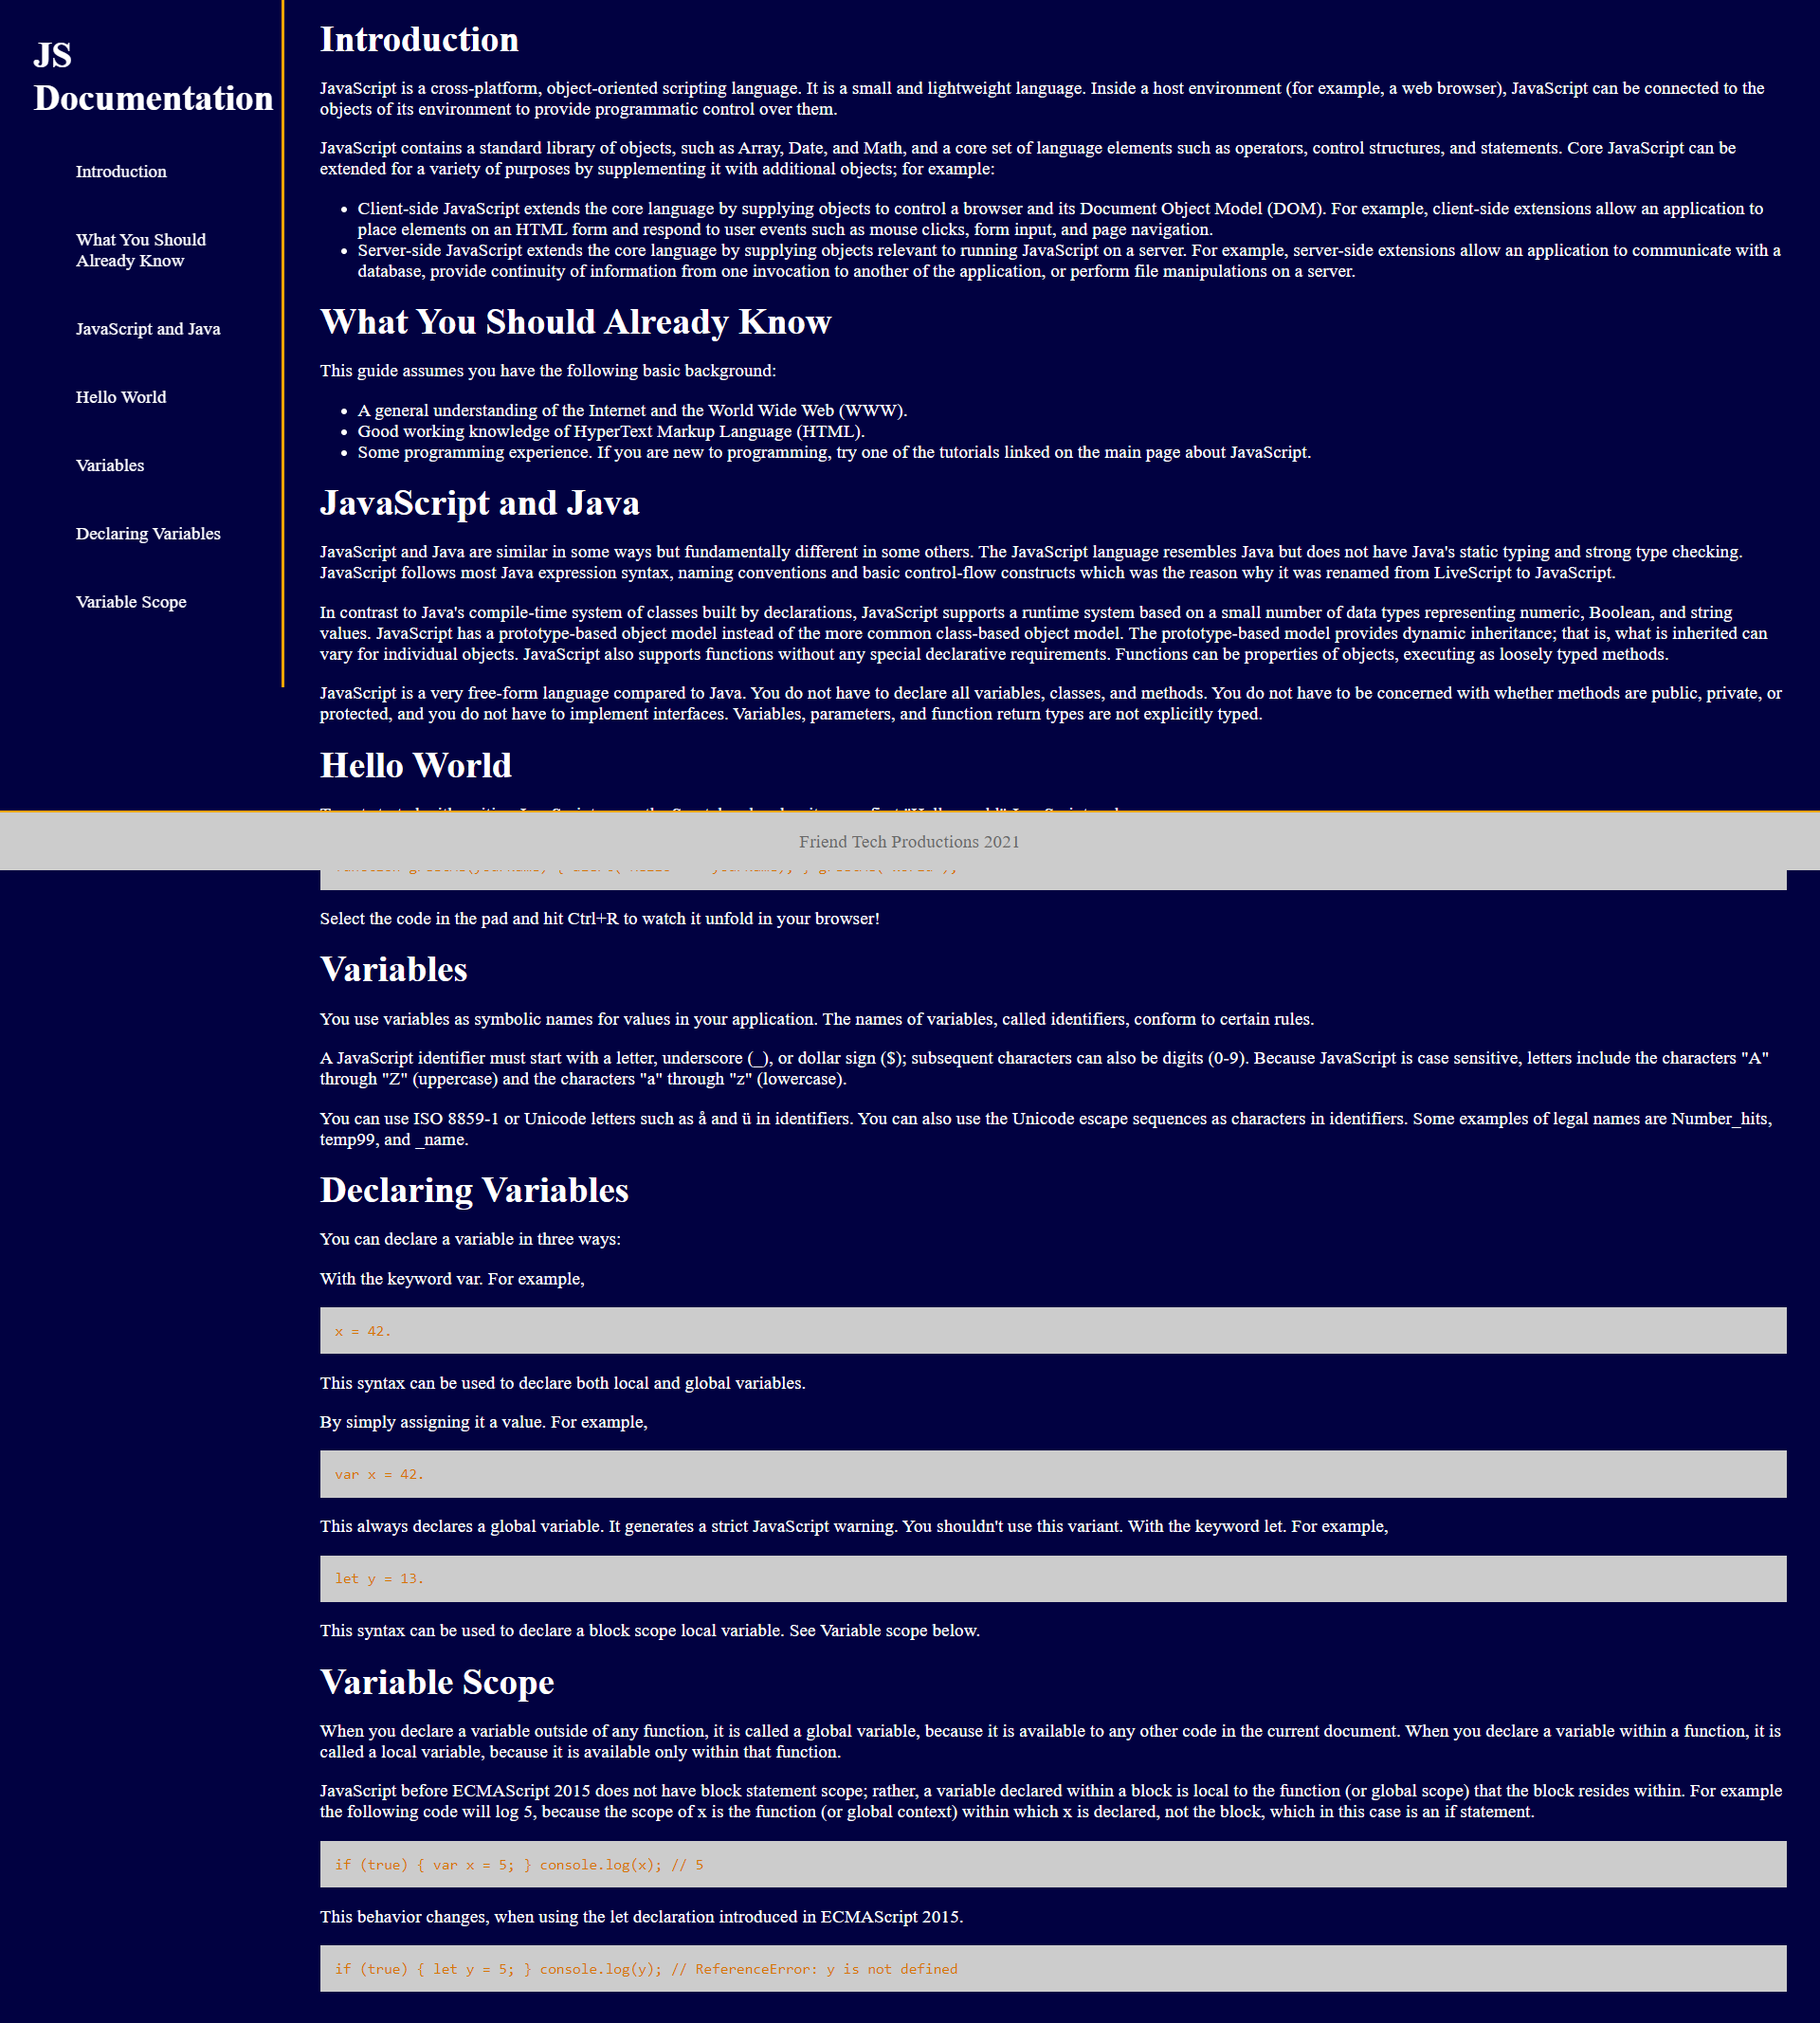 JS
Documentation
Introduction
What You Should
Already Know
JavaScript and Java
Hello World
Variables
Declaring Variables
Variable Scope
Introduction
JavaScript is a cross-platform, object-oriented scripting language. It is a small and lightweight language. Inside a host environment (for example, a web browser), JavaScript can be connected to the
objects of its environment to provide programmatic control over them.
JavaScript contains a standard library of objects, such as Array, Date, and Math, and a core set of language elements such as operators, control structures, and statements. Core JavaScript can be
extended for a variety of purposes by supplementing it with additional objects; for example:
• Client-side JavaScript extends the core language by supplying objects to control a browser and its Document Object Model (DOM). For example, client-side extensions allow an application to
place elements on an HTML form and respond to user events such as mouse clicks, form input, and page navigation.
• Server-side JavaScript extends the core language by supplying objects relevant to running JavaScript on a server. For example, server-side extensions allow an application to communicate with a
database, provide continuity of information from one invocation to another of the application, or perform file manipulations on a server.
What You Should Already Know
This guide assumes you have the following basic background:
• A general understanding of the Internet and the World Wide Web (WWW).
• Good working knowledge of HyperText Markup Language (HTML).
• Some programming experience. If you are new to programming, try one of the tutorials linked on the main page about JavaScript.
JavaScript and Java
JavaScript and Java are similar in some ways but fundamentally different in some others. The JavaScript language resembles Java but does not have Java's static typing and strong type checking.
JavaScript follows most Java expression syntax, naming conventions and basic control-flow constructs which was the reason why it was renamed from LiveScript to JavaScript.
In contrast to Java's compile-time system of classes built by declarations, JavaScript supports a runtime system based on a small number of data types representing numeric, Boolean, and string
values. JavaScript has a prototype-based object model instead of the more common class-based object model. The prototype-based model provides dynamic inheritance; that is, what is inherited can
vary for individual objects. JavaScript also supports functions without any special declarative requirements. Functions can be properties of objects, executing as loosely typed methods.
JavaScript is a very free-form language compared to Java. You do not have to declare all variables, classes, and methods. You do not have to be concerned with whether methods are public, private, or
protected, and you do not have to implement interfaces. Variables, parameters, and function return types are not explicitly typed.
Hello World
Friend Tech Productions 2021
Select the code in the pad and hit Ctrl+R to watch it unfold in your browser!
Variables
You use variables as symbolic names for values in your application. The names of variables, called identifiers, conform to certain rules.
A JavaScript identifier must start with a letter, underscore (_), or dollar sign ($); subsequent characters can also be digits (0-9). Because JavaScript is case sensitive, letters include the characters "A"
through "Z" (uppercase) and the characters "a" through "z" (lowercase).
You can use ISO 8859-1 or Unicode letters such as å and ü in identifiers. You can also use the Unicode escape sequences as characters in identifiers. Some examples of legal names are Number_hits,
temp99, and _name.
Declaring Variables
You can declare a variable in three ways:
With the keyword var. For example,
x = 42.
This syntax can be used to declare both local and global variables.
By simply assigning it a value. For example,
var x = 42.
This always declares a global variable. It generates a strict JavaScript warning. You shouldn't use this variant. With the keyword let. For example,
let y = 13.
This syntax can be used to declare a block scope local variable. See Variable scope below.
Variable Scope
When you declare a variable outside of any function, it is called a global variable, because it is available to any other code in the current document. When you declare a variable within a function, it is
called a local variable, because it is available only within that function.
JavaScript before ECMAScript 2015 does not have block statement scope; rather, a variable declared within a block is local to the function (or global scope) that the block resides within. For example
the following code will log 5, because the scope of x is the function (or global context) within which x is declared, not the block, which in this case is an if statement.
if (true) { var x = 5; } console.log(x); // 5
This behavior changes, when using the let declaration introduced in ECMAScript 2015.
if (true) { let y = 5; } console.log(y); // ReferenceError: y is not defined